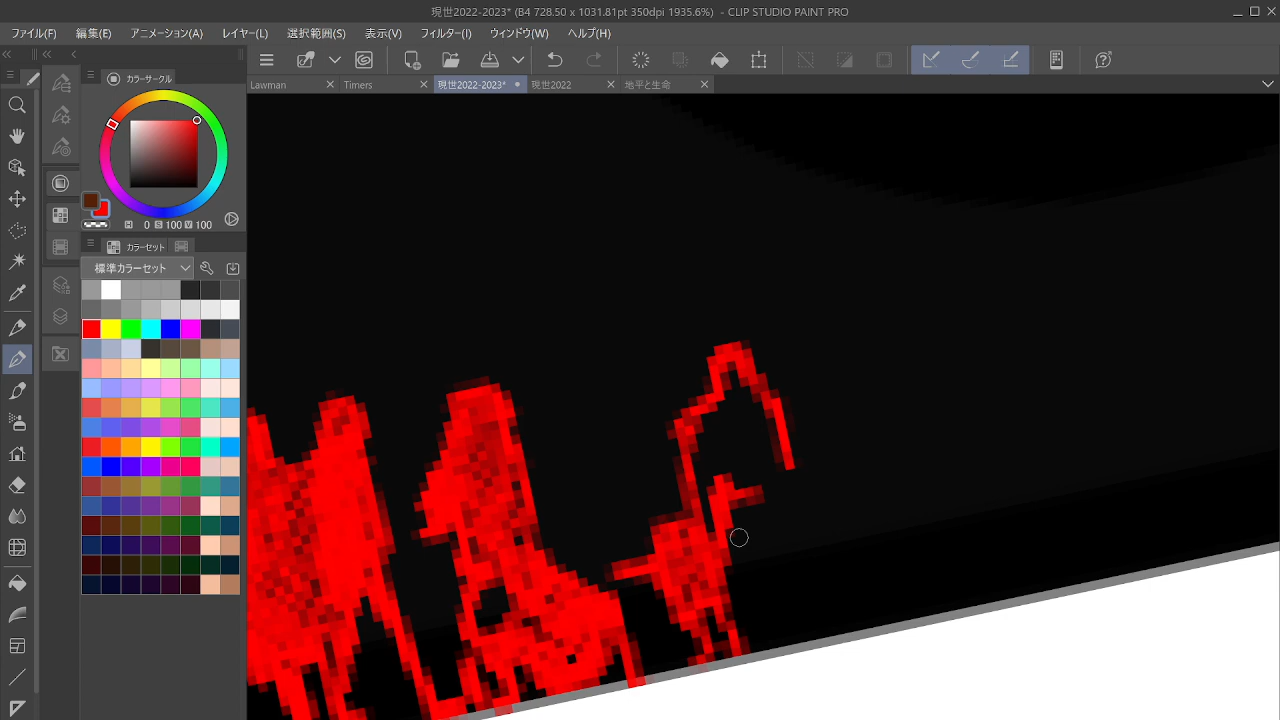 現世2022-2023* (B4 728.50 x 1031.81pt 350dpi 1935.6%) - CLIP STUDIO PAINT PRO
ファイル(F) 編集(E) アニメーション(A) レイヤー(L) 選択範囲(S) 表示(V) フィルター(I) ウィンドウ(W) ヘルプ(H)
カラーサークル
Lawman Timers 現世2022-2023* 現世2022 地平と生命
H 0 S 100 V 100
カラーセット
標準カラーセット